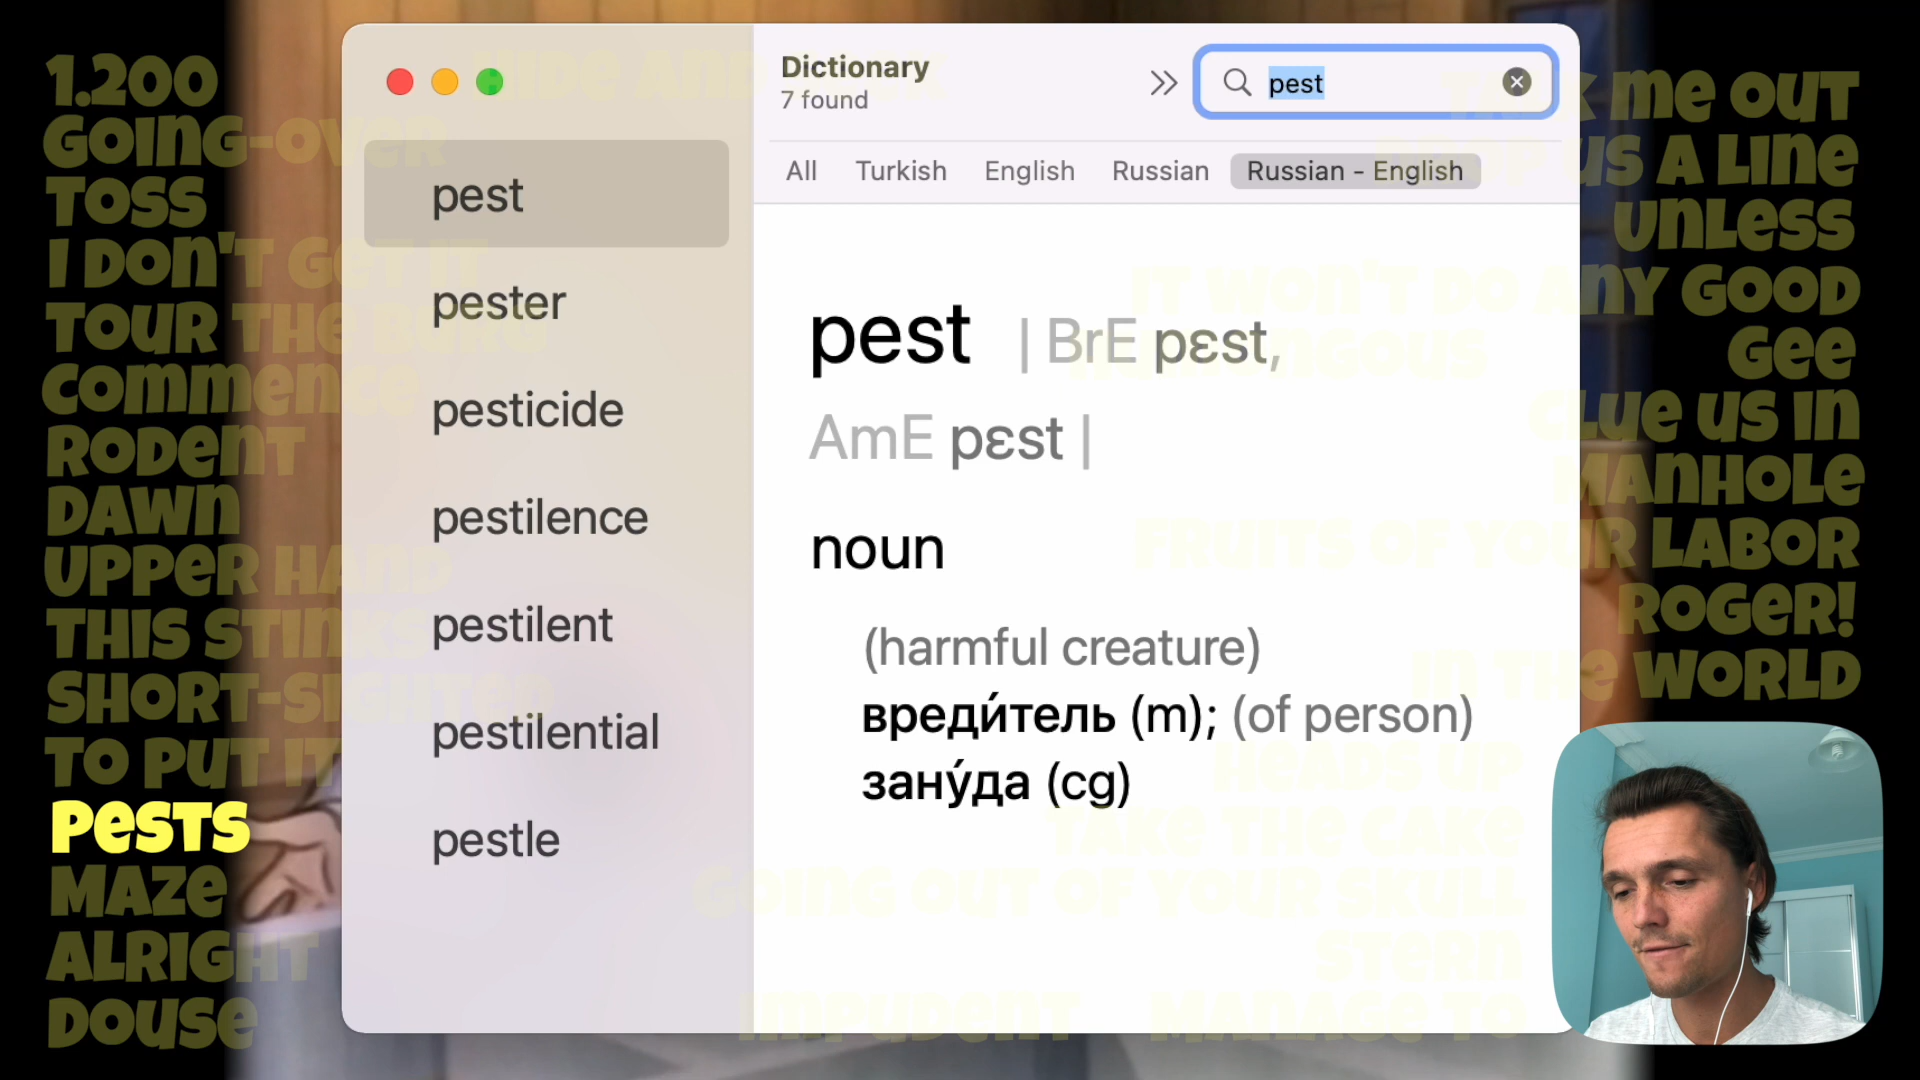 1.200
GOING-OVER
TOSS
I DON'T GET IT
TOUR THE BURG
COMMENCE
RODENT
DAWN
UPPER HAND
THIS STINKS
SHORT-SIGHTED
TO PUT IT
PESTS
MAZE
ALRIGHT
DOUSE
HIDE AND
Dictionary
7 found
pest
All
Turkish
English
Russian
Russian - English
pest
pester
pesticide
pestilence
pestilent
pestilential
pestle
pest | BrE pɛst,
AmE pɛst |
noun
(harmful creature)
вреди́тель (m); (of person)
зану́да (cg)
ME OUT
US A LINE
UNLESS
IT WON'T DO ANY GOOD
HUMUNGOUS
GEE
CLUE US IN
MANHOLE
FRUITS OF YOUR LABOR
ROGER!
IN THE WORLD
HEADS UP
TAKE THE CAKE
GOING OUT OF YOUR SKULL
STERN
IMPUDENT
MANAGE TO